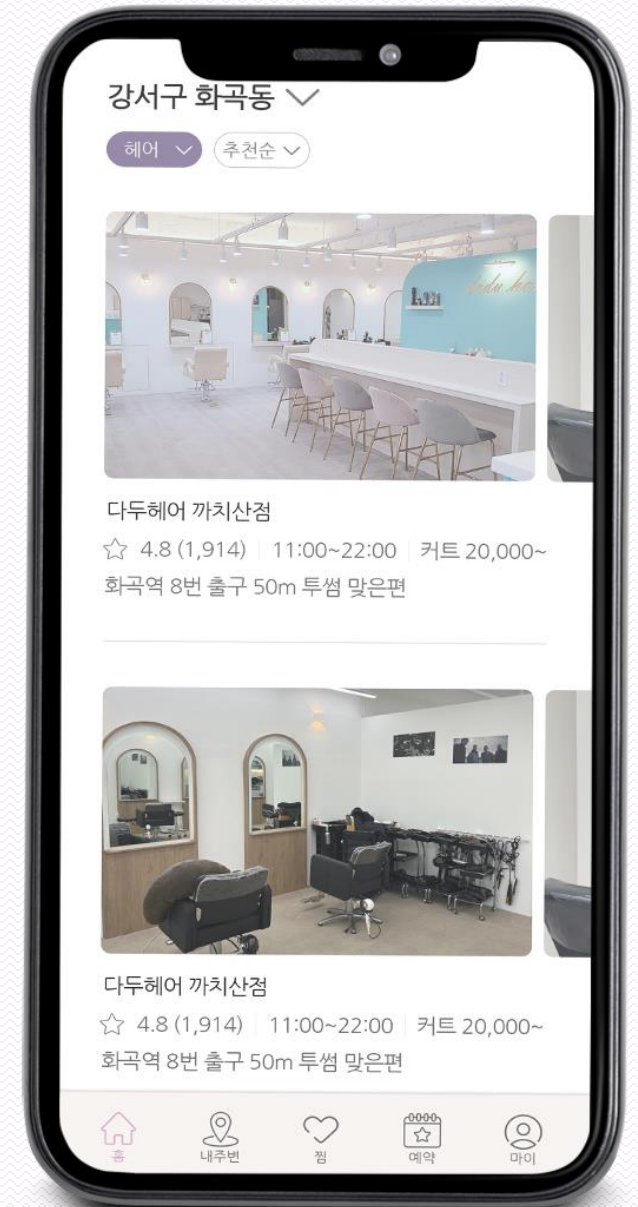 강서구 화곡동
헤어
추천순
다두헤어 까치산점
4.8 (1,914) 11:00~22:00 커트 20,000~
화곡역 8번 출구 50m 투썸 맞은편
다두헤어 까치산점
4.8 (1,914) 11:00~22:00 커트 20,000~
화곡역 8번 출구 50m 투썸 맞은편
홈 내주변 찜 예약 마이